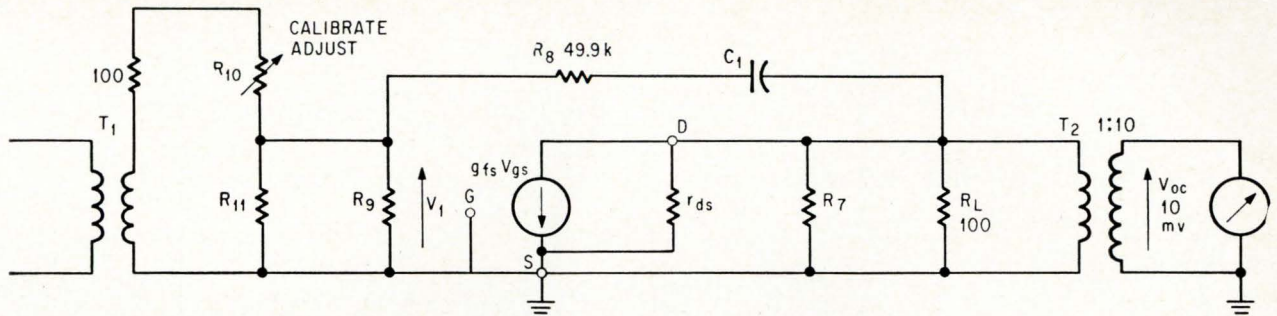 CALIBRATE
ADJUST
100
R10
R8 49.9 k
C1
T1
D
T2 1:10
gfs Vgs
R11
R9
V1
G
rds
R7
RL
100
Voc
10
mv
S